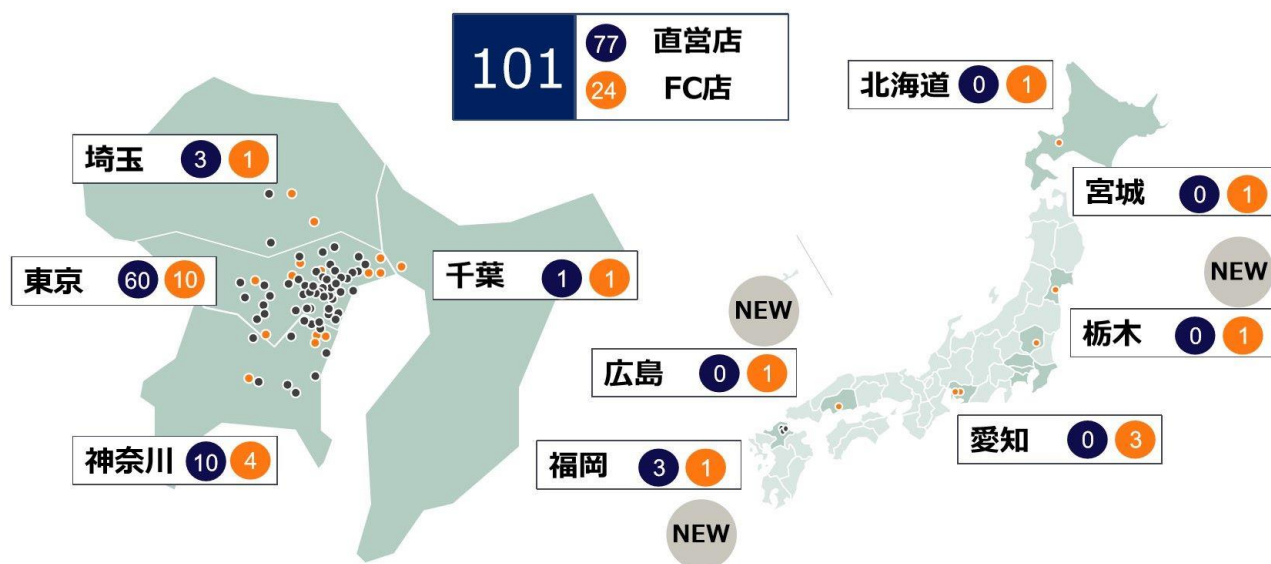 101
77 直営店
24 FC店
埼玉 3 1
東京 60 10
千葉 1 1
神奈川 10 4
北海道 0 1
宮城 0 1
NEW
栃木 0 1
NEW
広島 0 1
愛知 0 3
福岡 3 1
NEW